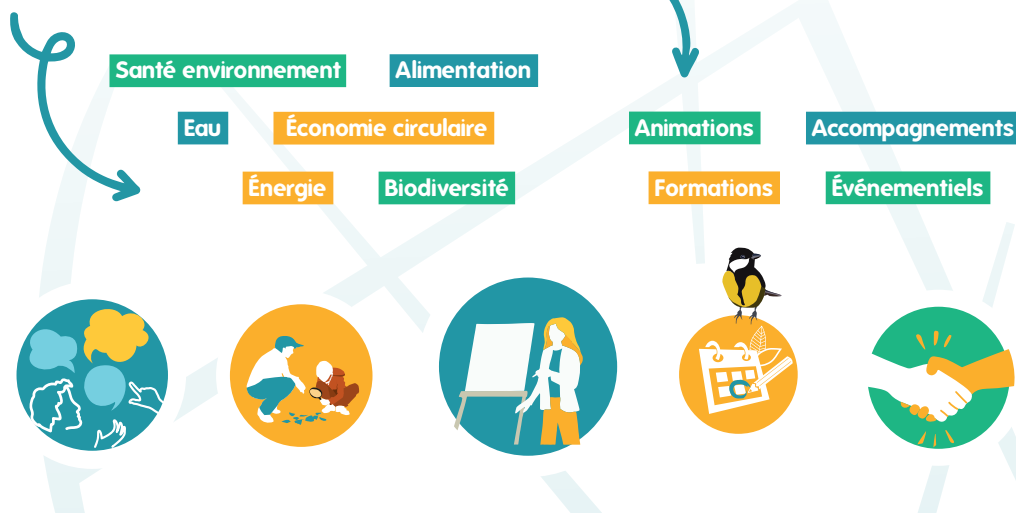 Santé environnement
Alimentation
Eau
Économie circulaire
Énergie
Biodiversité
Animations
Accompagnements
Formations
Événementiels